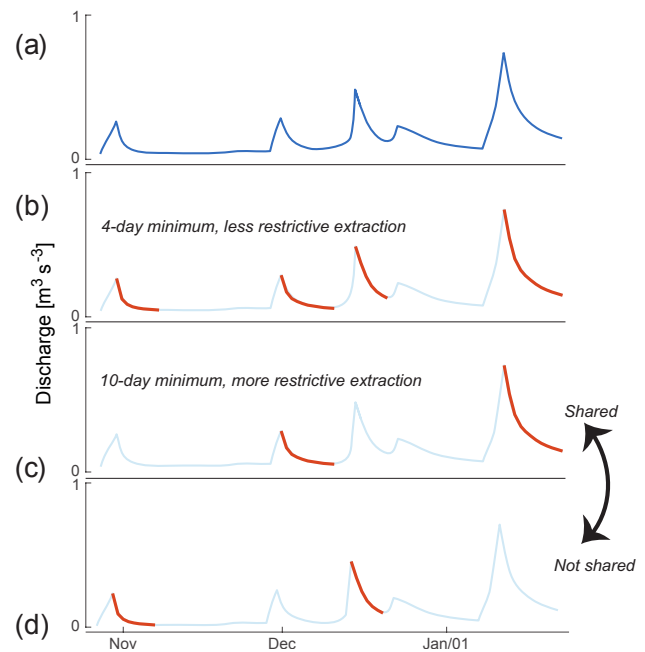 (a)
1
0
(b)
1
4-day minimum, less restrictive extraction
0
Discharge [m³ s⁻³]
1
10-day minimum, more restrictive extraction
Shared
(c)
0
1
Not shared
(d)
0
Nov Dec Jan/01